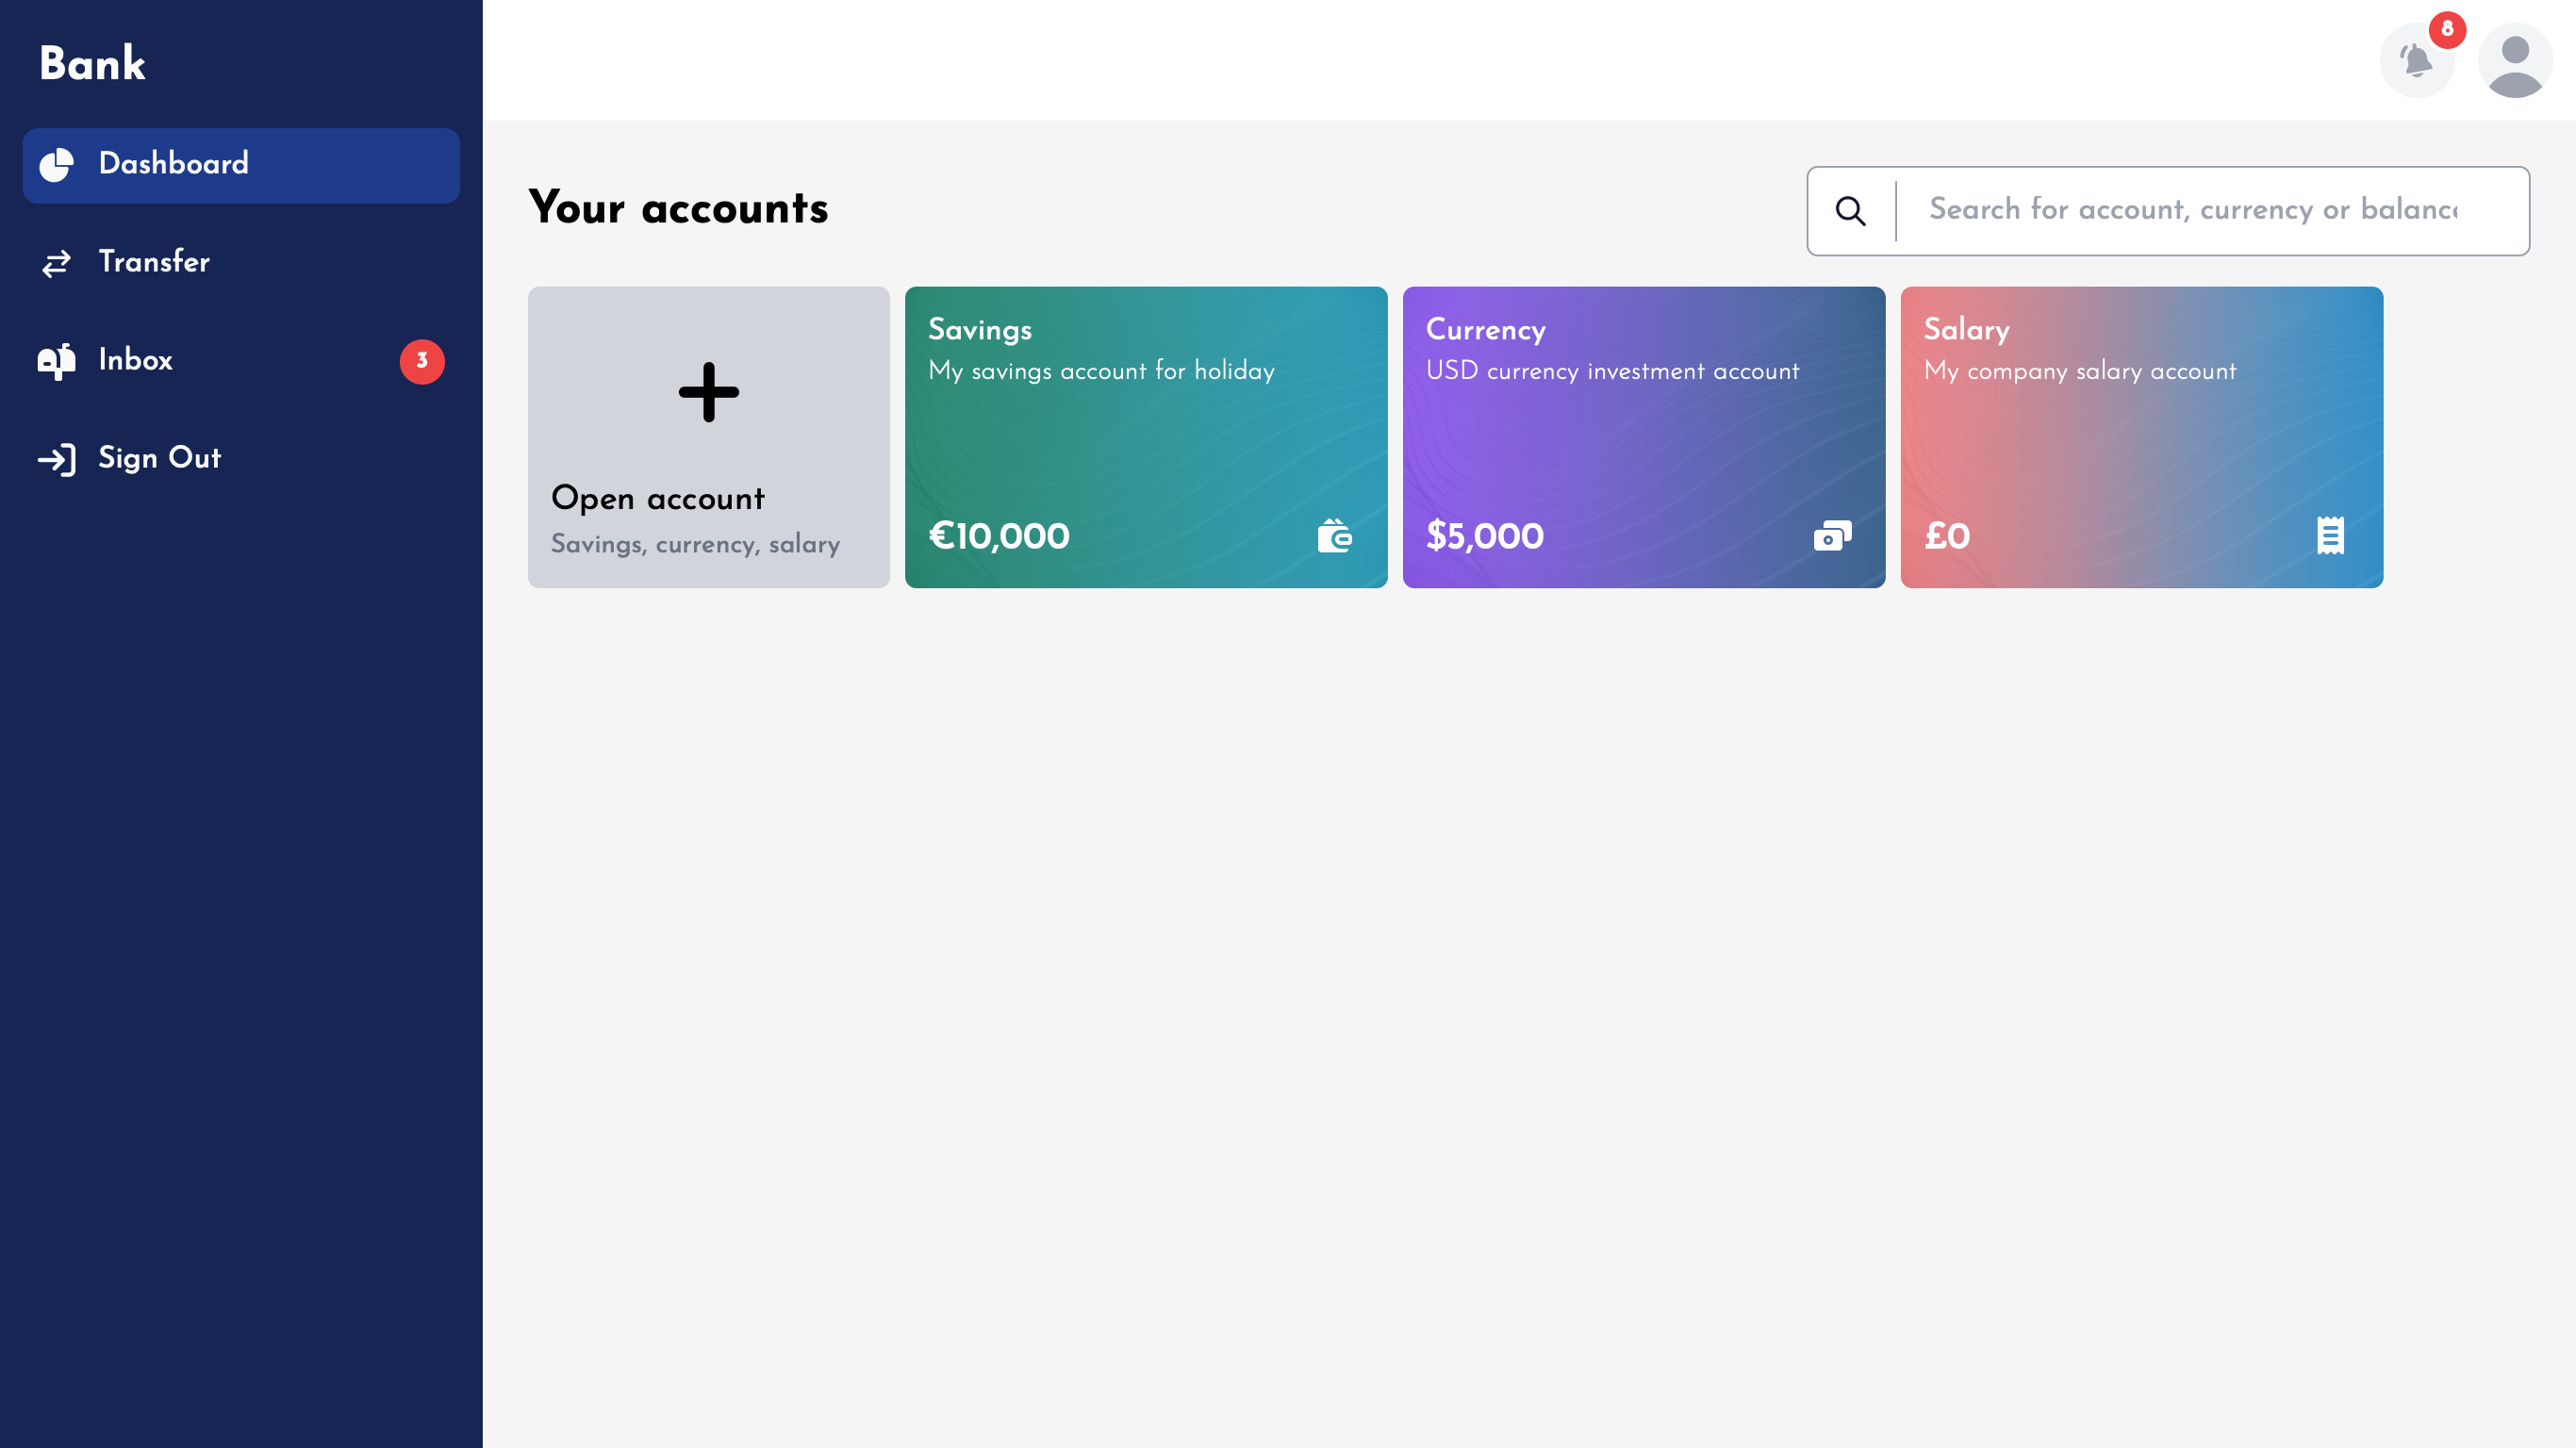 Bank
Dashboard
Transfer
Inbox
3
Sign Out
8
Your accounts
Search for account, currency or balance
Open account
Savings, currency, salary
Savings
My savings account for holiday
€10,000
Currency
USD currency investment account
$5,000
Salary
My company salary account
£0